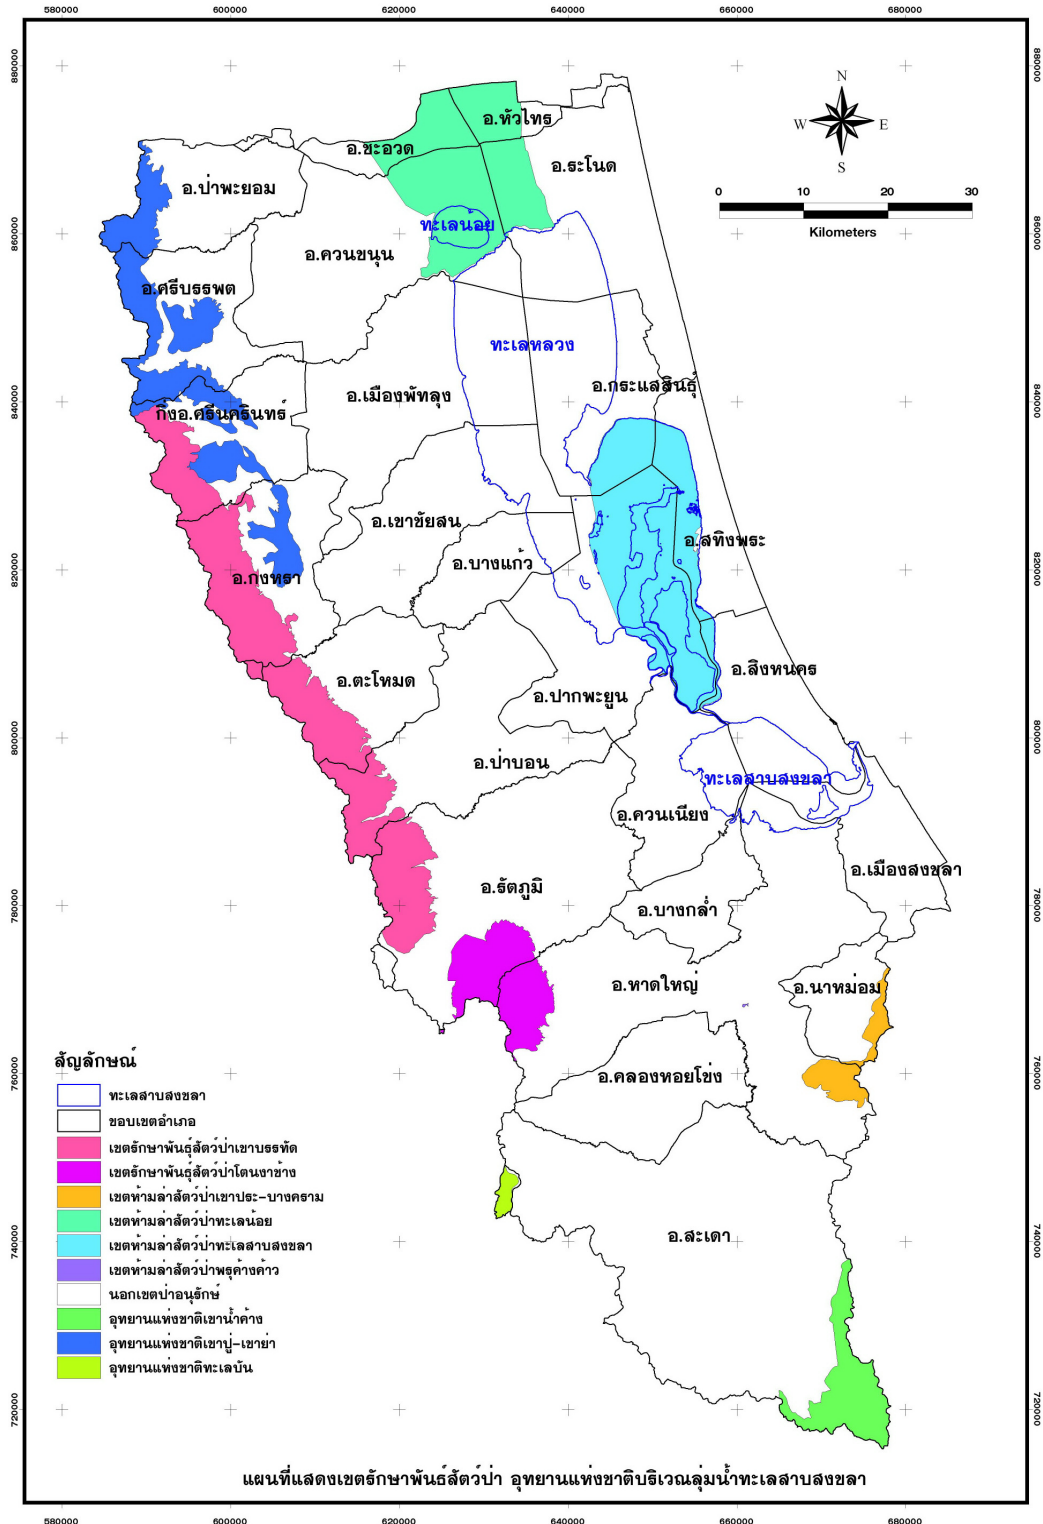 580000 600000 620000 640000 660000 680000
880000 880000
N
W E
S
0 10 20 30
Kilometers
อ.หัวไทร
อ.ชะอวด
อ.ระโนด
อ.ป่าพะยอม
ทะเลน้อย
860000 860000
อ.ควนขนุน
อ.ศรีบรรพต
ทะเลหลวง
อ.กระแสสินธุ์
อ.เมืองพัทลุง
840000 840000
กิ่งอ.ศรีนครินทร์
อ.เขาชัยสน
อ.สทิงพระ
อ.บางแก้ว
820000 820000
อ.กงหรา
อ.สิงหนคร
อ.ตะโหมด
อ.ปากพะยูน
800000 800000
อ.ป่าบอน
ทะเลสาบสงขลา
อ.ควนเนียง
อ.เมืองสงขลา
อ.รัตภูมิ
780000 780000
อ.บางกล่ำ
อ.หาดใหญ่
อ.นาหม่อม
760000 760000
อ.คลองหอยโข่ง
อ.สะเดา
740000 740000
720000 720000
สัญลักษณ์
ทะเลสาบสงขลา
ขอบเขตอำเภอ
เขตรักษาพันธุ์สัตว์ป่าเขาบรรทัด
เขตรักษาพันธุ์สัตว์ป่าโตนงาช้าง
เขตห้ามล่าสัตว์ป่าเขาประ-บางคราม
เขตห้ามล่าสัตว์ป่าทะเลน้อย
เขตห้ามล่าสัตว์ป่าทะเลสาบสงขลา
เขตห้ามล่าสัตว์ป่าพรุค้างคาว
นอกเขตป่าอนุรักษ์
อุทยานแห่งชาติเขาน้ำค้าง
อุทยานแห่งชาติเขาปู่-เขาย่า
อุทยานแห่งชาติทะเลบัน
แผนที่แสดงเขตรักษาพันธ์สัตว์ป่า อุทยานแห่งชาติบริเวณลุ่มน้ำทะเลสาบสงขลา
580000 600000 620000 640000 660000 680000